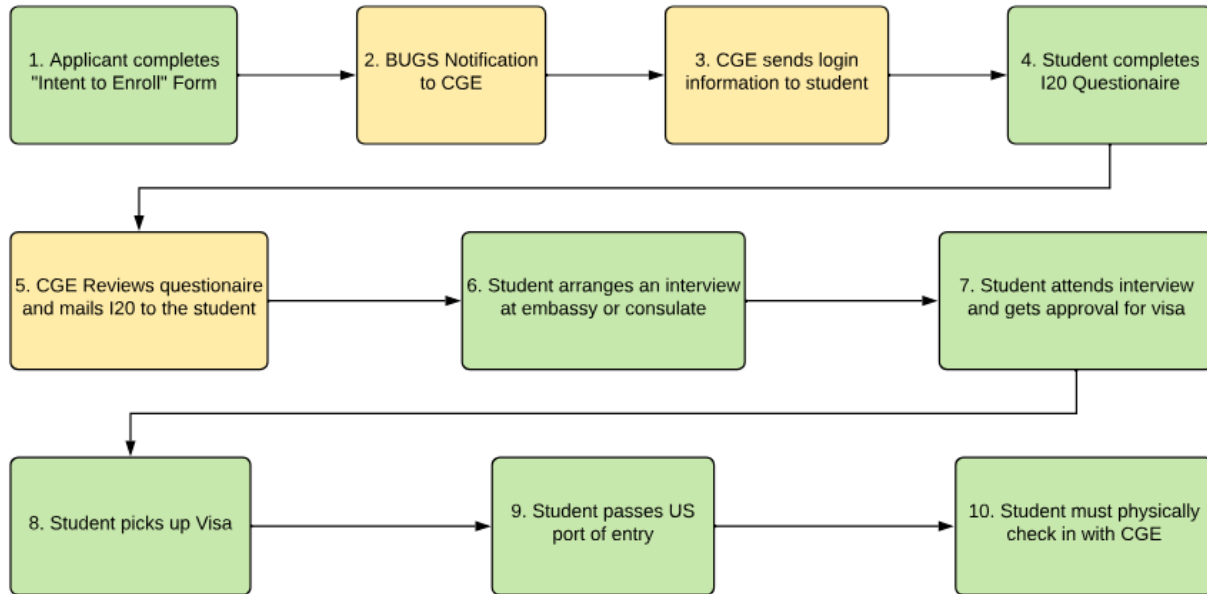 1. Applicant completes
"Intent to Enroll" Form
2. BUGS Notification
to CGE
3. CGE sends login
information to student
4. Student completes
I20 Questionaire
5. CGE Reviews questionaire
and mails I20 to the student
6. Student arranges an interview
at embassy or consulate
7. Student attends interview
and gets approval for visa
8. Student picks up Visa
9. Student passes US
port of entry
10. Student must physically
check in with CGE